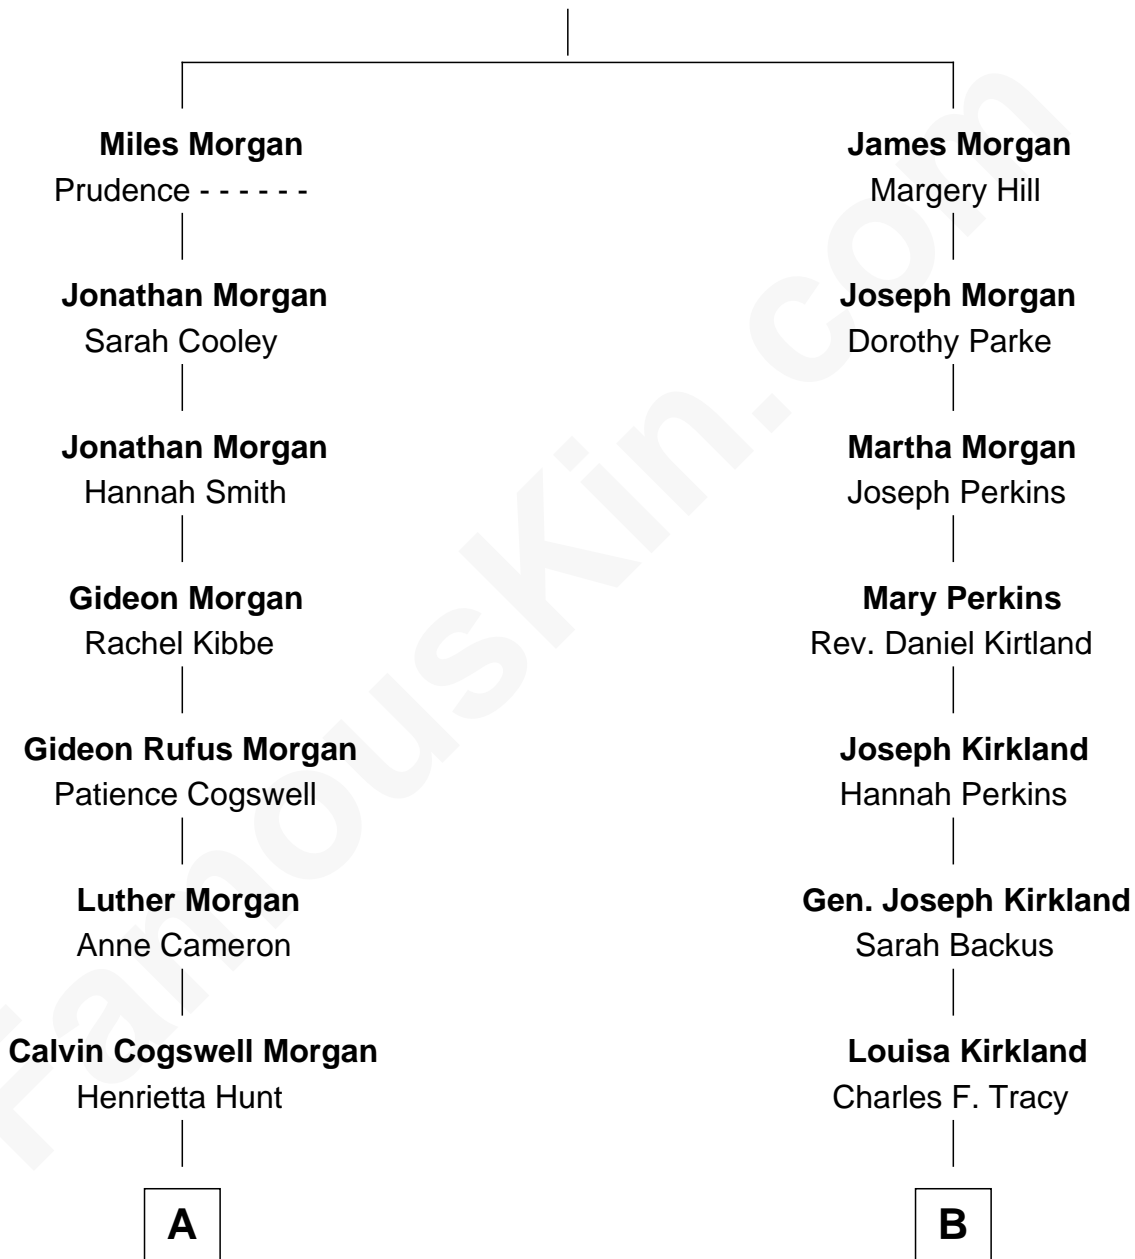 Miles Morgan
Prudence - - - - - -
Jonathan Morgan
Sarah Cooley
Jonathan Morgan
Hannah Smith
Gideon Morgan
Rachel Kibbe
Gideon Rufus Morgan
Patience Cogswell
Luther Morgan
Anne Cameron
Calvin Cogswell Morgan
Henrietta Hunt
A
James Morgan
Margery Hill
Joseph Morgan
Dorothy Parke
Martha Morgan
Joseph Perkins
Mary Perkins
Rev. Daniel Kirtland
Joseph Kirkland
Hannah Perkins
Gen. Joseph Kirkland
Sarah Backus
Louisa Kirkland
Charles F. Tracy
B
FamousKin.com